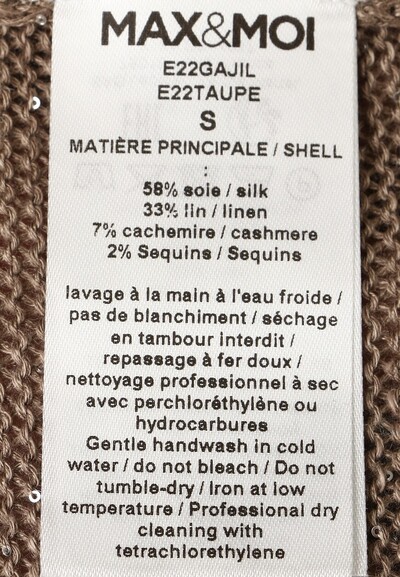 MAX&MOI
E22GAJIL
E22TAUPE
S
MATIÈRE PRINCIPALE / SHELL
:
58% soie / silk
33% lin / linen
7% cachemire / cashmere
2% Sequins / Sequins
lavage à la main à l'eau froide /
pas de blanchiment / séchage
en tambour interdit /
repassage à fer doux /
nettoyage professionnel à sec
avec perchloréthylène ou
hydrocarbures
Gentle handwash in cold
water / do not bleach / Do not
tumble-dry / Iron at low
temperature / Professional dry
cleaning with
tetrachlorethylene